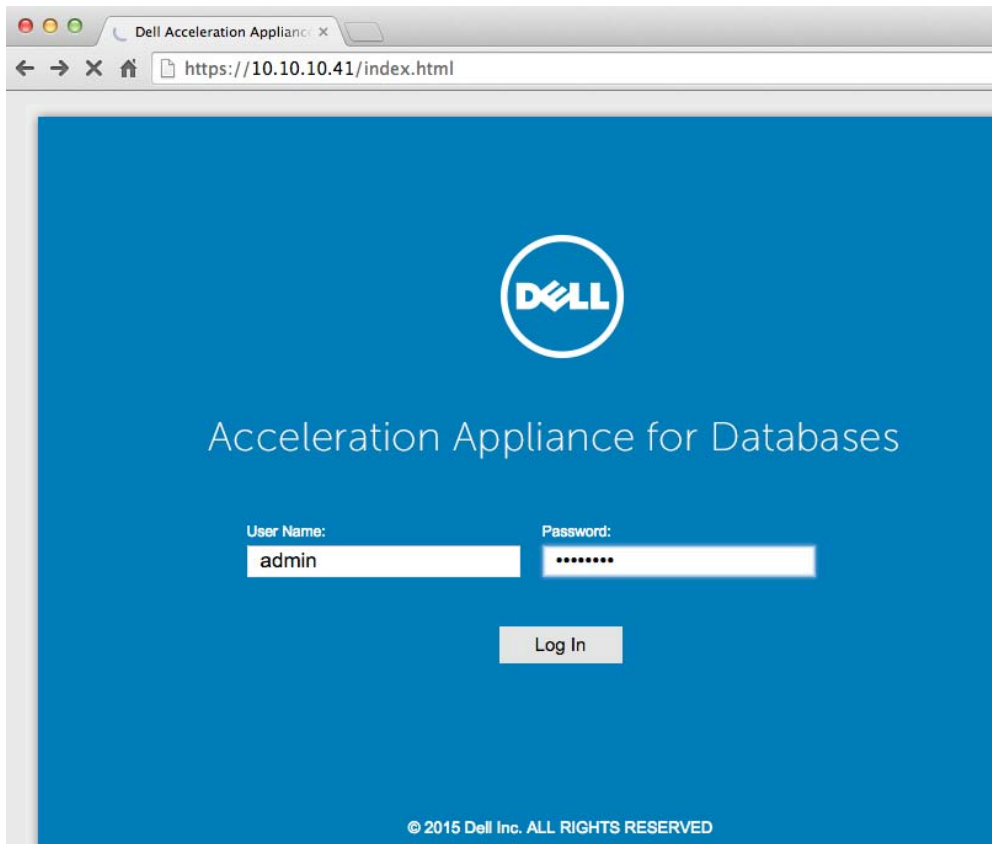 Dell Acceleration Applianc
https://10.10.10.41/index.html
DELL
Acceleration Appliance for Databases
User Name:
Password:
admin
••••••••
Log In
© 2015 Dell Inc. ALL RIGHTS RESERVED